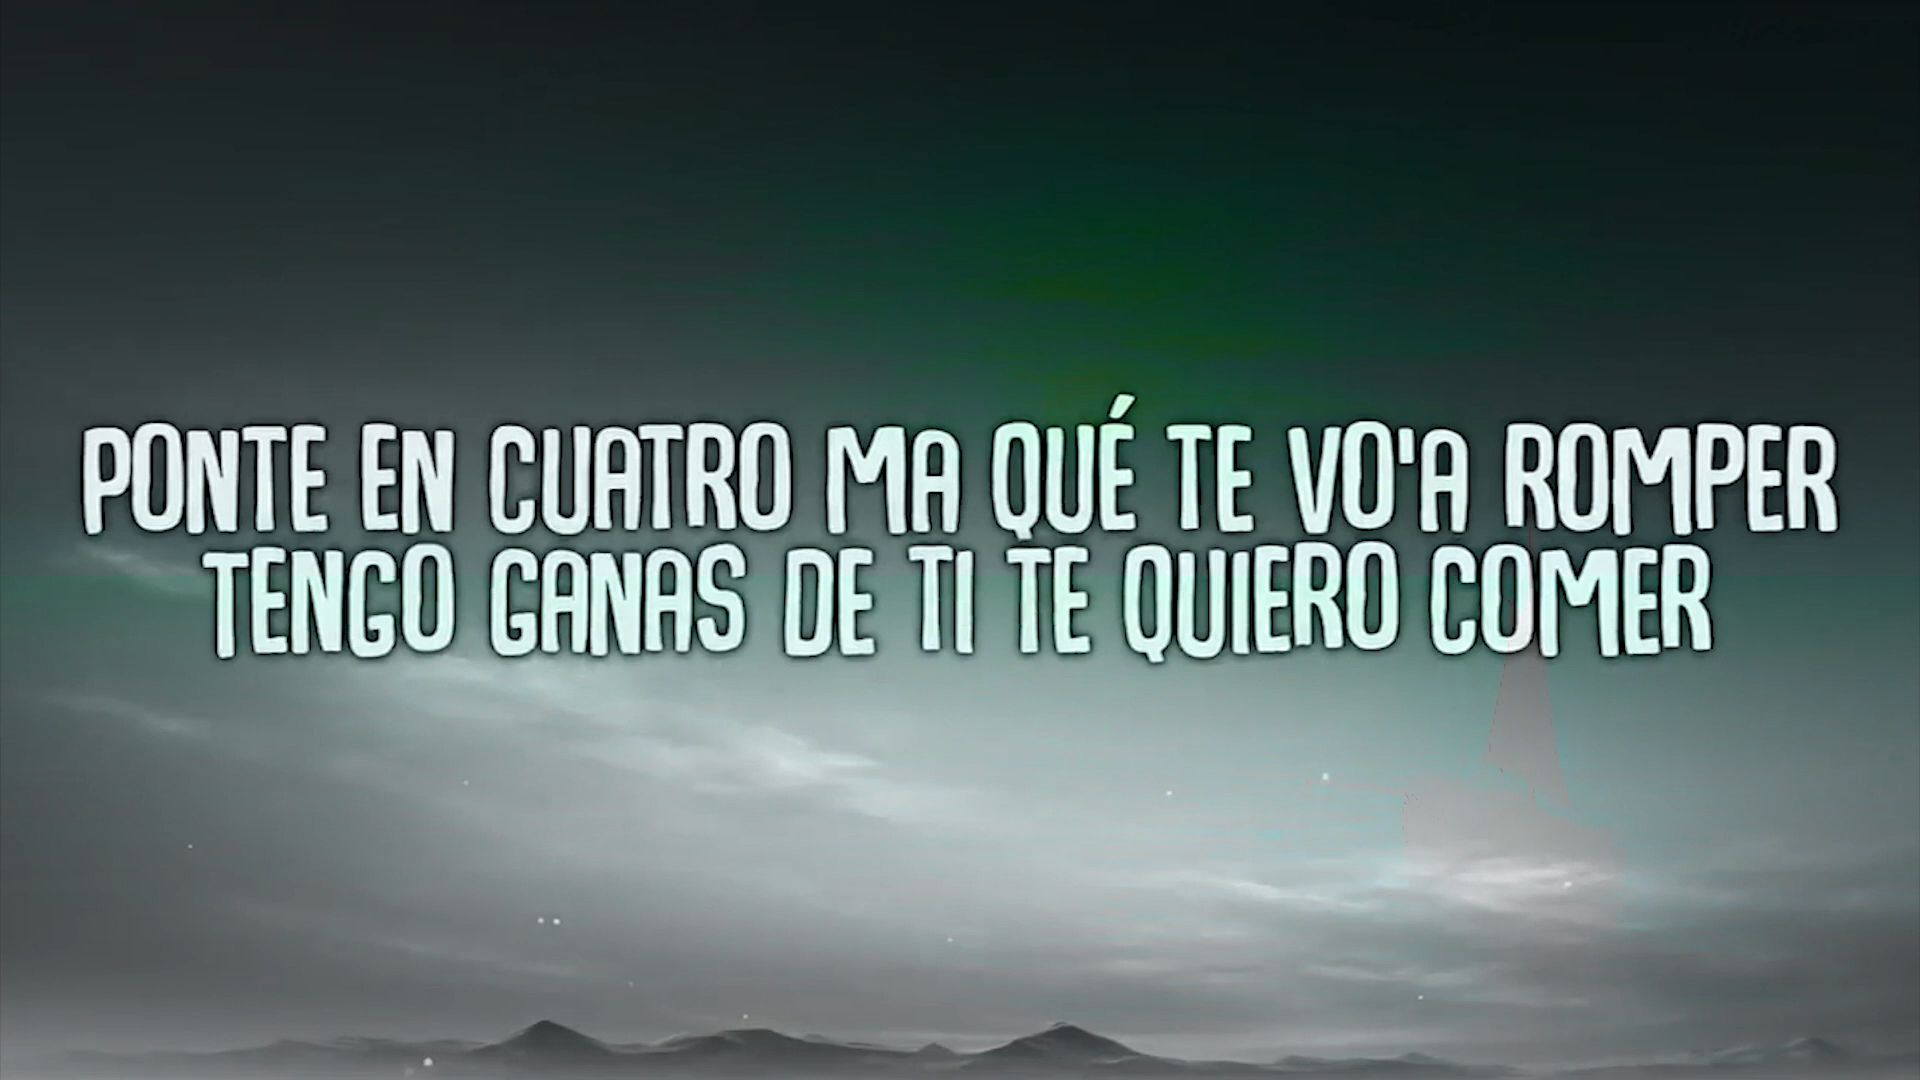 PONTE EN CUATRO MA QUÉ TE VO'A ROMPER
TENGO GANAS DE TI TE QUIERO COMER